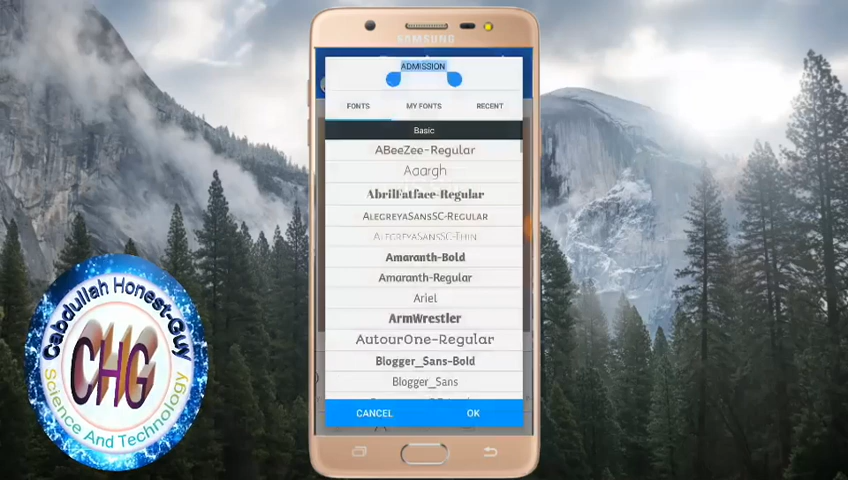 SAMSUNG
ADMISSION
FONTS
MY FONTS
RECENT
Basic
ABeeZee-Regular
Aaargh
AbrilFatface-Regular
AlegreyaSansSC-Regular
AlegreyaSansSC-Thin
Amaranth-Bold
Amaranth-Regular
Ariel
ArmWrestler
AutourOne-Regular
Blogger_Sans-Bold
Blogger_Sans
CANCEL
OK
Cabdullah Honest-Guy
CHG
Science And Technology